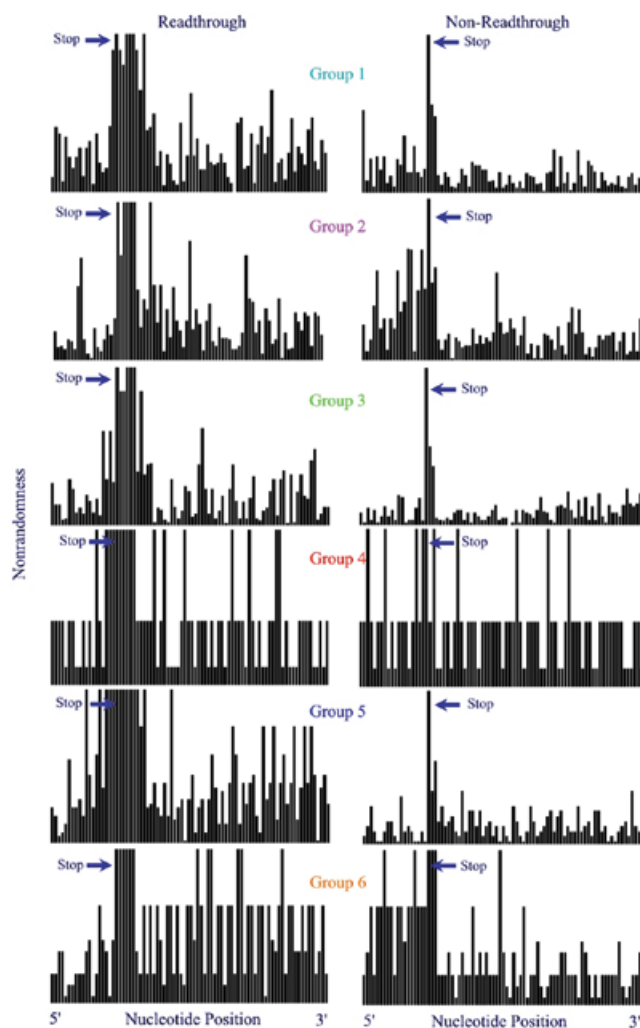 Readthrough Non-Readthrough
Stop Stop
Group 1
Stop Stop
Group 2
Stop Stop
Group 3
Nonrandomness
Stop Stop
Group 4
Stop Stop
Group 5
Stop Stop
Group 6
5' Nucleotide Position 3' 5' Nucleotide Position 3'